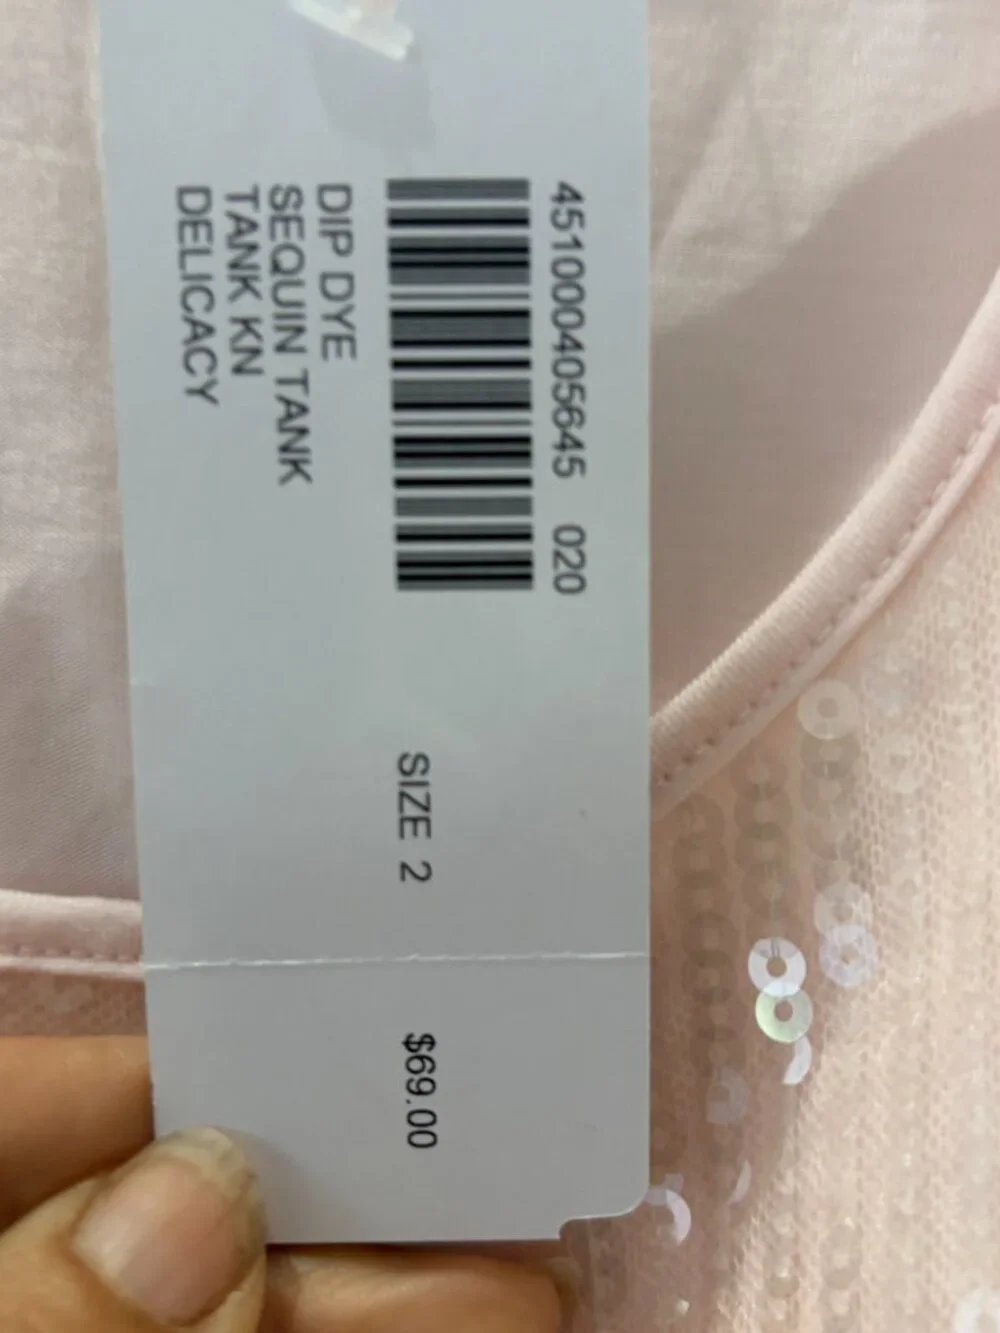 451000405645 020
DIP DYE
SEQUIN TANK
TANK KN
DELICACY
SIZE 2
$69.00